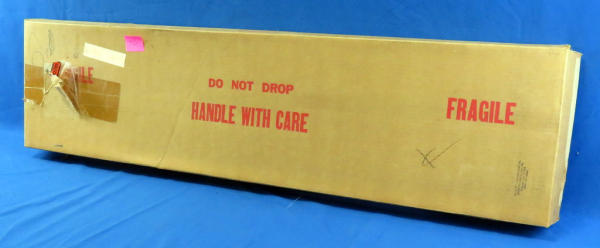 DO NOT DROP
HANDLE WITH CARE
FRAGILE